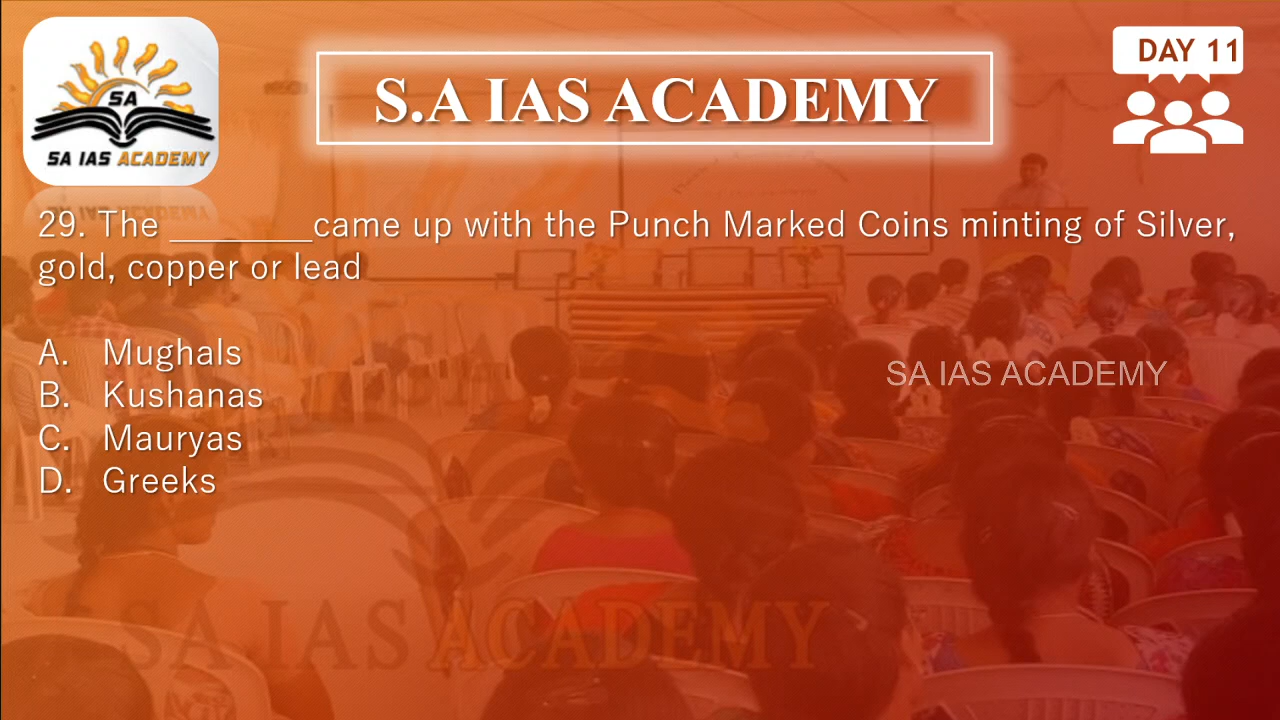 SA
SA IAS ACADEMY
S.A IAS ACADEMY
DAY 11
29. The ________came up with the Punch Marked Coins minting of Silver,
gold, copper or lead
A. Mughals
B. Kushanas
C. Mauryas
D. Greeks
SA IAS ACADEMY
SA IAS ACADEMY